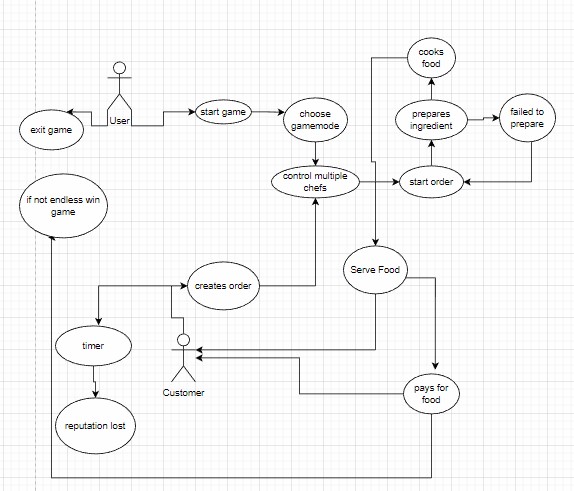 cooks
food
User
exit game
start game
choose
gamemode
prepares
ingredient
failed to
prepare
control multiple
chefs
start order
if not endless win
game
Serve Food
creates order
timer
Customer
pays for
food
reputation lost